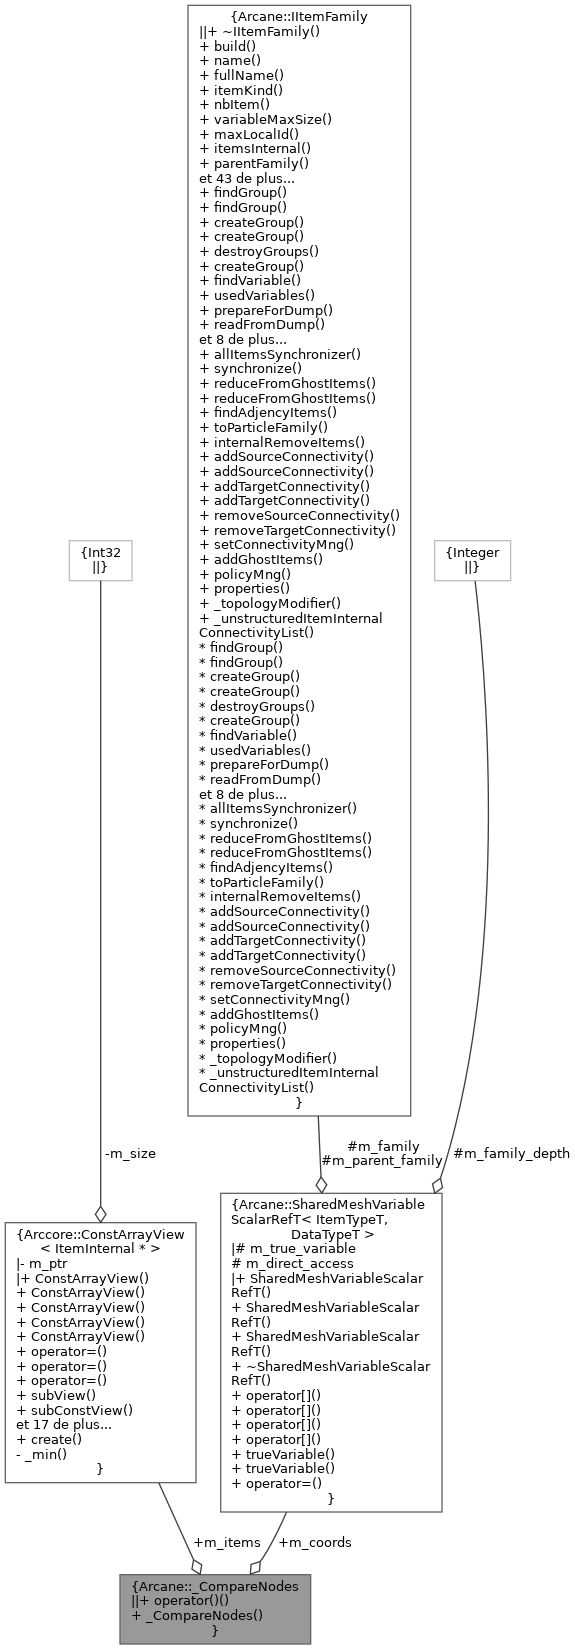 {Arcane::IItemFamily
||+ ~IItemFamily()
+ build()
+ name()
+ fullName()
+ itemKind()
+ nbItem()
+ variableMaxSize()
+ maxLocalId()
+ itemsInternal()
+ parentFamily()
et 43 de plus...
+ findGroup()
+ findGroup()
+ createGroup()
+ createGroup()
+ destroyGroups()
+ createGroup()
+ findVariable()
+ usedVariables()
+ prepareForDump()
+ readFromDump()
et 8 de plus...
+ allItemsSynchronizer()
+ synchronize()
+ reduceFromGhostItems()
+ reduceFromGhostItems()
+ findAdjencyItems()
+ toParticleFamily()
+ internalRemoveItems()
+ addSourceConnectivity()
+ addSourceConnectivity()
+ addTargetConnectivity()
+ addTargetConnectivity()
+ removeSourceConnectivity()
+ removeTargetConnectivity()
+ setConnectivityMng()
+ addGhostItems()
+ policyMng()
+ properties()
+ _topologyModifier()
+ _unstructuredItemInternal
ConnectivityList()
* findGroup()
* findGroup()
* createGroup()
* createGroup()
* destroyGroups()
* createGroup()
* findVariable()
* usedVariables()
* prepareForDump()
* readFromDump()
et 8 de plus...
* allItemsSynchronizer()
* synchronize()
* reduceFromGhostItems()
* reduceFromGhostItems()
* findAdjencyItems()
* toParticleFamily()
* internalRemoveItems()
* addSourceConnectivity()
* addSourceConnectivity()
* addTargetConnectivity()
* addTargetConnectivity()
* removeSourceConnectivity()
* removeTargetConnectivity()
* setConnectivityMng()
* addGhostItems()
* policyMng()
* properties()
* _topologyModifier()
* _unstructuredItemInternal
ConnectivityList()
}
{Int32
||}
{Integer
||}
-m_size
#m_family
#m_parent_family
#m_family_depth
{Arccore::ConstArrayView
< ItemInternal * >
|- m_ptr
|+ ConstArrayView()
+ ConstArrayView()
+ ConstArrayView()
+ ConstArrayView()
+ ConstArrayView()
+ operator=()
+ operator=()
+ operator=()
+ subView()
+ subConstView()
et 17 de plus...
+ create()
- _min()
}
{Arcane::SharedMeshVariable
ScalarRefT< ItemTypeT,
DataTypeT >
|# m_true_variable
# m_direct_access
|+ SharedMeshVariableScalar
RefT()
+ SharedMeshVariableScalar
RefT()
+ SharedMeshVariableScalar
RefT()
+ ~SharedMeshVariableScalar
RefT()
+ operator[]()
+ operator[]()
+ operator[]()
+ operator[]()
+ trueVariable()
+ trueVariable()
+ operator=()
}
+m_items
+m_coords
{Arcane::_CompareNodes
||+ operator()()
+ _CompareNodes()
}